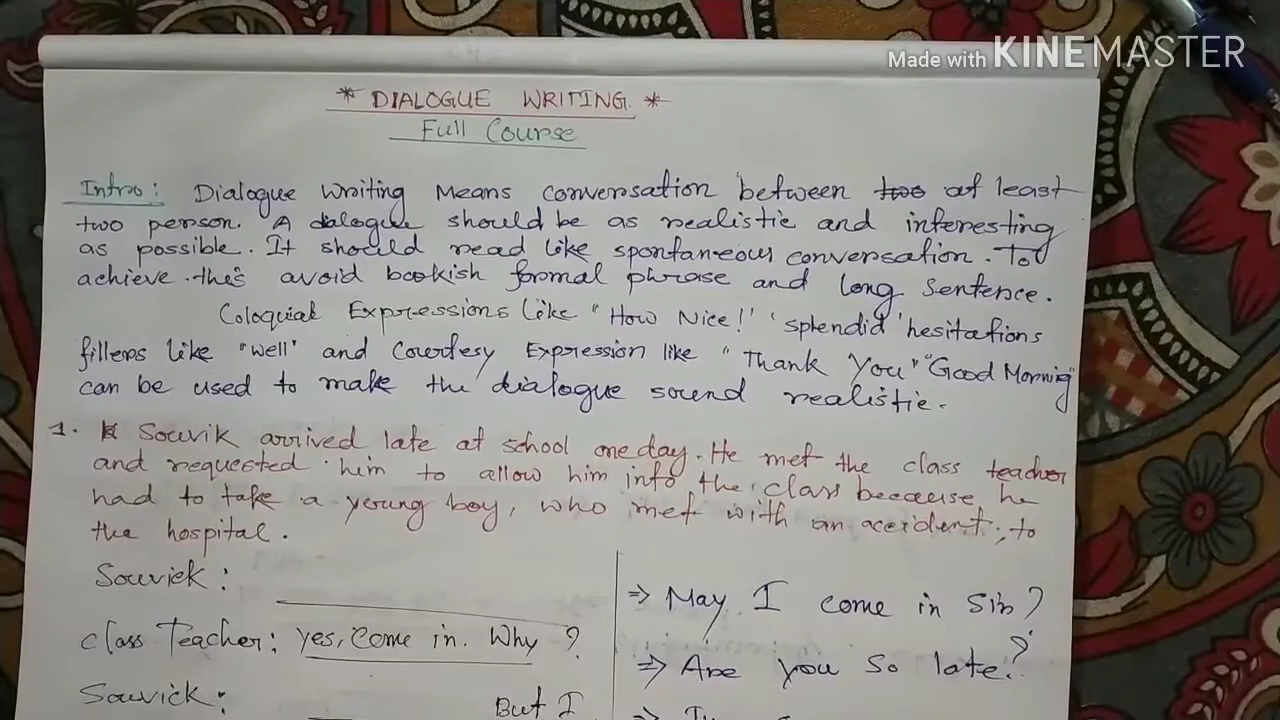 Made with KINEMASTER
* DIALOGUE WRITING. *
Full Course
Intro: Dialogue Writing Means conversation between two at least
two person. A dalogue should be as realistic and interesting
as possible. It should read like spontaneous conversation. To
achieve this avoid bookish formal phrase and long sentence.
Coloquial Expressions like "How Nice!' 'splendid' hesitations
fillers like "well" and Courtesy Expression like "Thank You" "Good Mornig"
can be used to make the dialogue sound realistic.
1. Souvik arrived late at school one day. He met the class teacher
and requested him to allow him into the class because he
had to take a young boy, who met with an accident, to
the hospital.
Souvick:
⇒ May I come in Sir?
Class Teacher: Yes, Come in. Why ?
⇒ Are you so late?
Souvick: But I